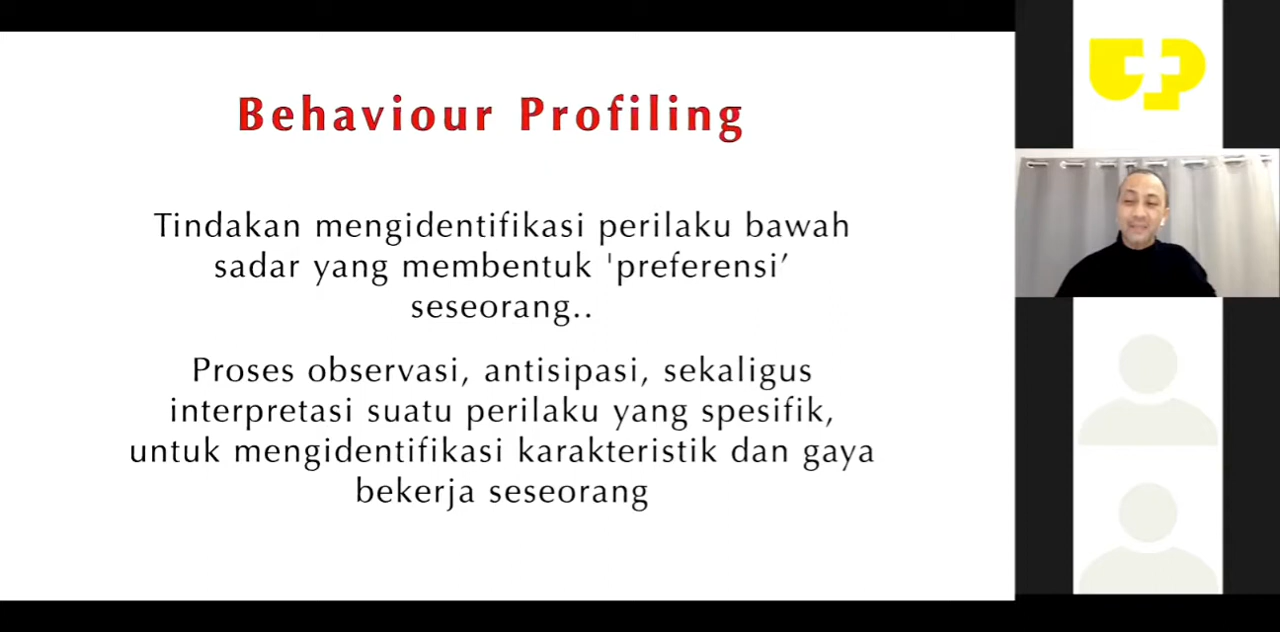 Behaviour Profiling
Tindakan mengidentifikasi perilaku bawah
sadar yang membentuk 'preferensi’
seseorang..
Proses observasi, antisipasi, sekaligus
interpretasi suatu perilaku yang spesifik,
untuk mengidentifikasi karakteristik dan gaya
bekerja seseorang